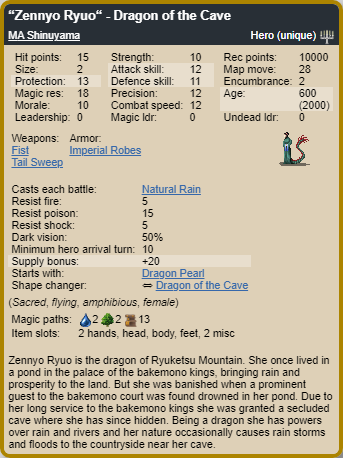 “Zennyo Ryuo“ - Dragon of the Cave
MA Shinuyama Hero (unique)
Hit points: 15 Strength: 10 Rec points: 10000
Size: 2 Attack skill: 12 Map move: 28
Protection: 13 Defence skill: 11 Encumbrance: 2
Magic res: 18 Precision: 12 Age: 600
Morale: 10 Combat speed: 12 (2000)
Leadership: 0 Magic ldr: 0 Undead ldr: 0
Weapons: Armor:
Fist Imperial Robes
Tail Sweep
Casts each battle: Natural Rain
Resist fire: 5
Resist poison: 15
Resist shock: 5
Dark vision: 50%
Minimum hero arrival turn: 10
Supply bonus: +20
Starts with: Dragon Pearl
Shape changer: ⇔ Dragon of the Cave
(Sacred, flying, amphibious, female)
Magic paths: 2 2 13
Item slots: 2 hands, head, body, feet, 2 misc
Zennyo Ryuo is the dragon of Ryuketsu Mountain. She once lived
in a pond in the palace of the bakemono kings, bringing rain and
prosperity to the land. But she was banished when a prominent
guest to the bakemono court was found drowned in her pond. Due to
her long service to the bakemono kings she was granted a secluded
cave where she has since hidden. Being a dragon she has powers
over rain and rivers and her nature occasionally causes rain storms
and floods to the countryside near her cave.